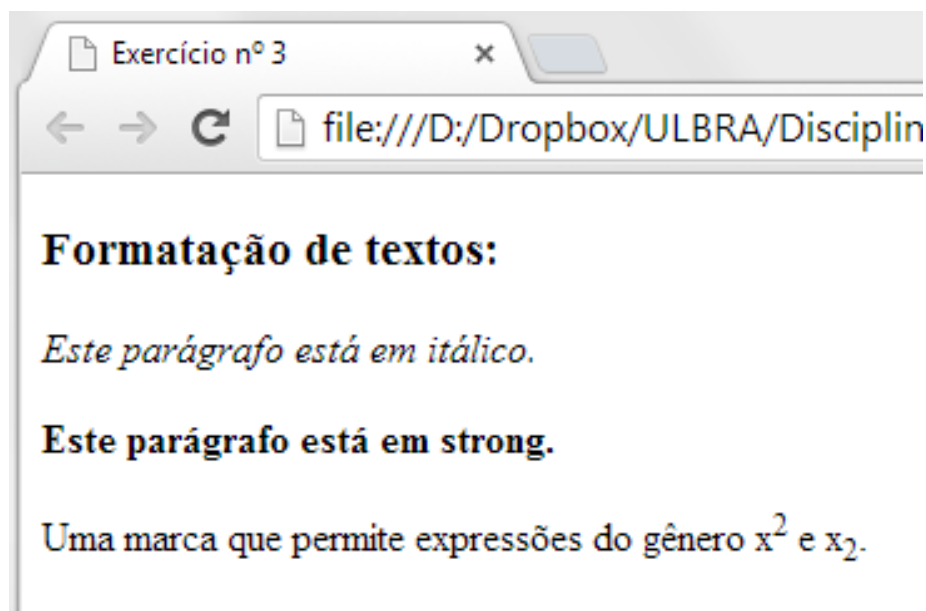 Exercício nº 3
file:///D:/Dropbox/ULBRA/Disciplin
Formatação de textos:
Este parágrafo está em itálico.
Este parágrafo está em strong.
Uma marca que permite expressões do gênero x² e x₂.